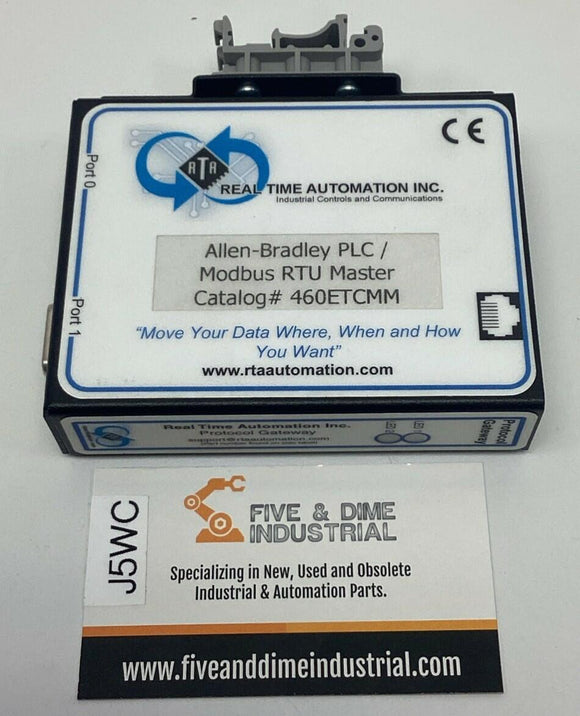 CE
RTA
REAL TIME AUTOMATION INC.
Industrial Controls and Communications
Port 0
Port 1
Allen-Bradley PLC /
Modbus RTU Master
Catalog# 460ETCMM
"Move Your Data Where, When and How
You Want"
www.rtaautomation.com
Real Time Automation Inc.
Protocol Gateway
support@rtaautomation.com
Protocol
Gateway
J5WC
FIVE & DIME
INDUSTRIAL
Specializing in New, Used and Obsolete
Industrial & Automation Parts.
www.fiveanddimeindustrial.com